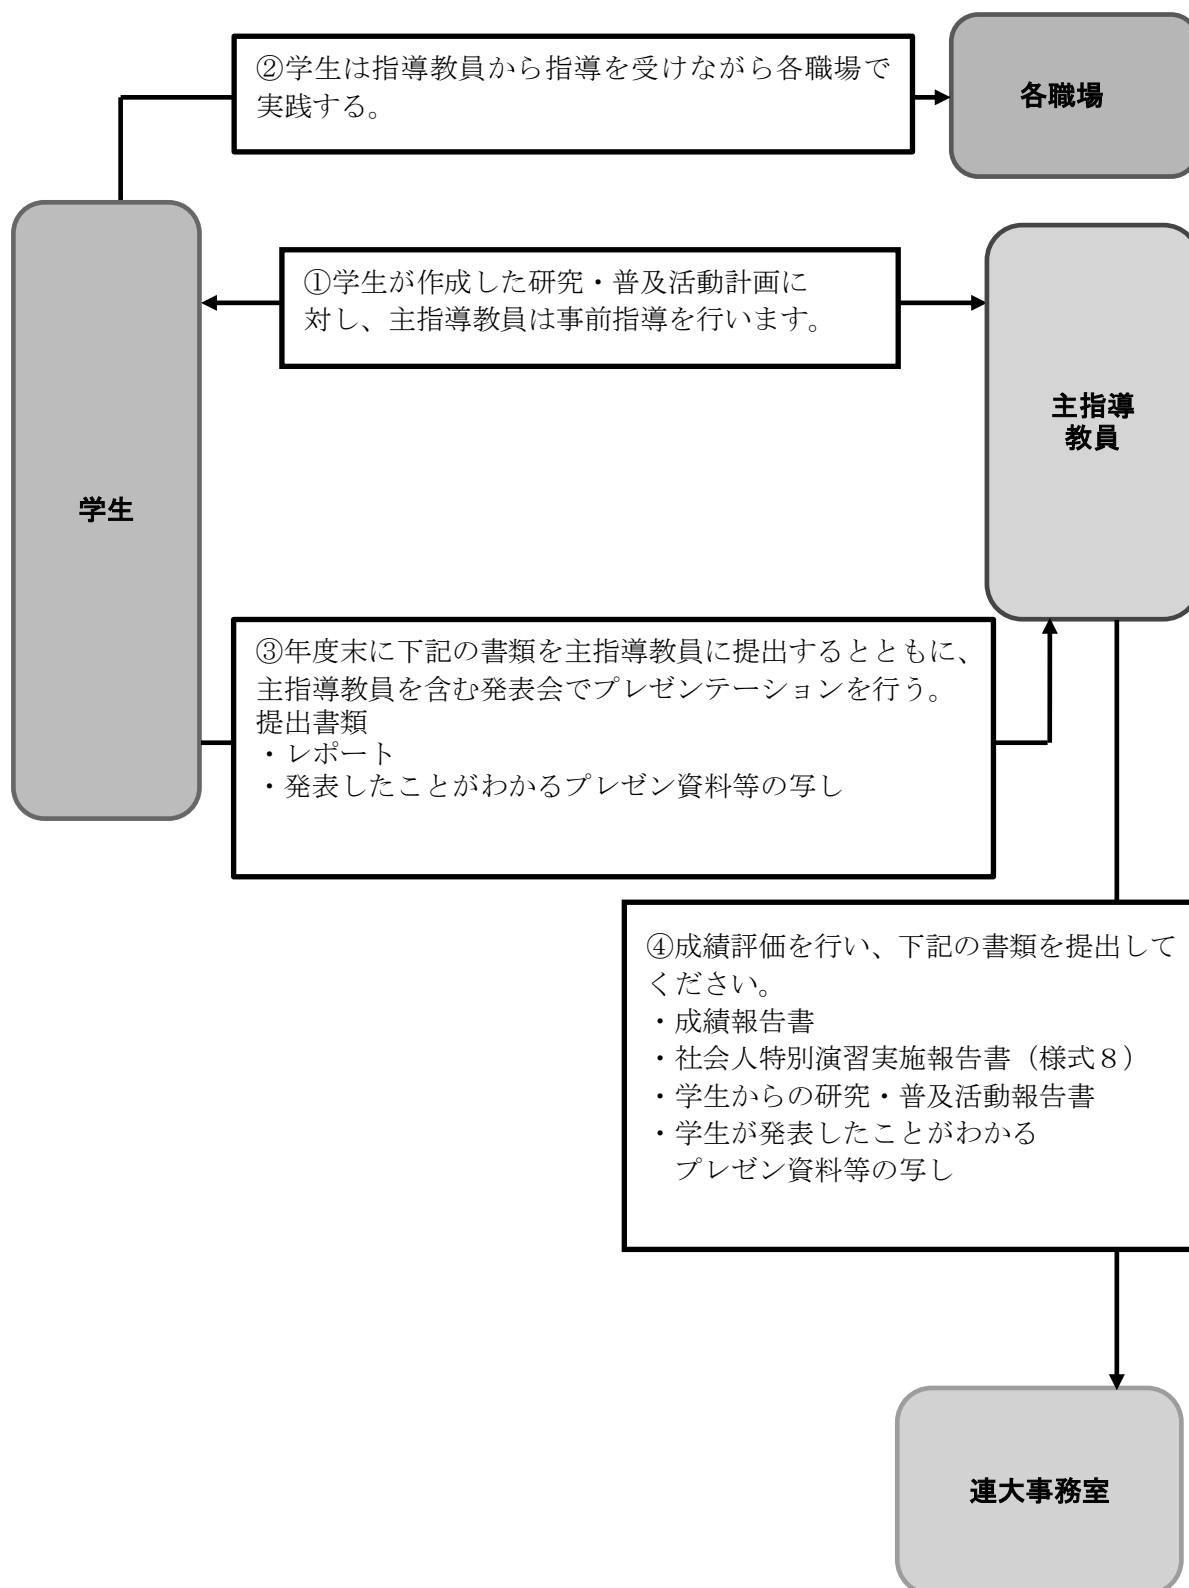 ②学生は指導教員から指導を受けながら各職場で
実践する。
各職場
①学生が作成した研究・普及活動計画に
対し、主指導教員は事前指導を行います。
主指導
教員
学生
③年度末に下記の書類を主指導教員に提出するとともに、
主指導教員を含む発表会でプレゼンテーションを行う。
提出書類
・レポート
・発表したことがわかるプレゼン資料等の写し
④成績評価を行い、下記の書類を提出して
ください。
・成績報告書
・社会人特別演習実施報告書（様式８）
・学生からの研究・普及活動報告書
・学生が発表したことがわかる
プレゼン資料等の写し
連大事務室